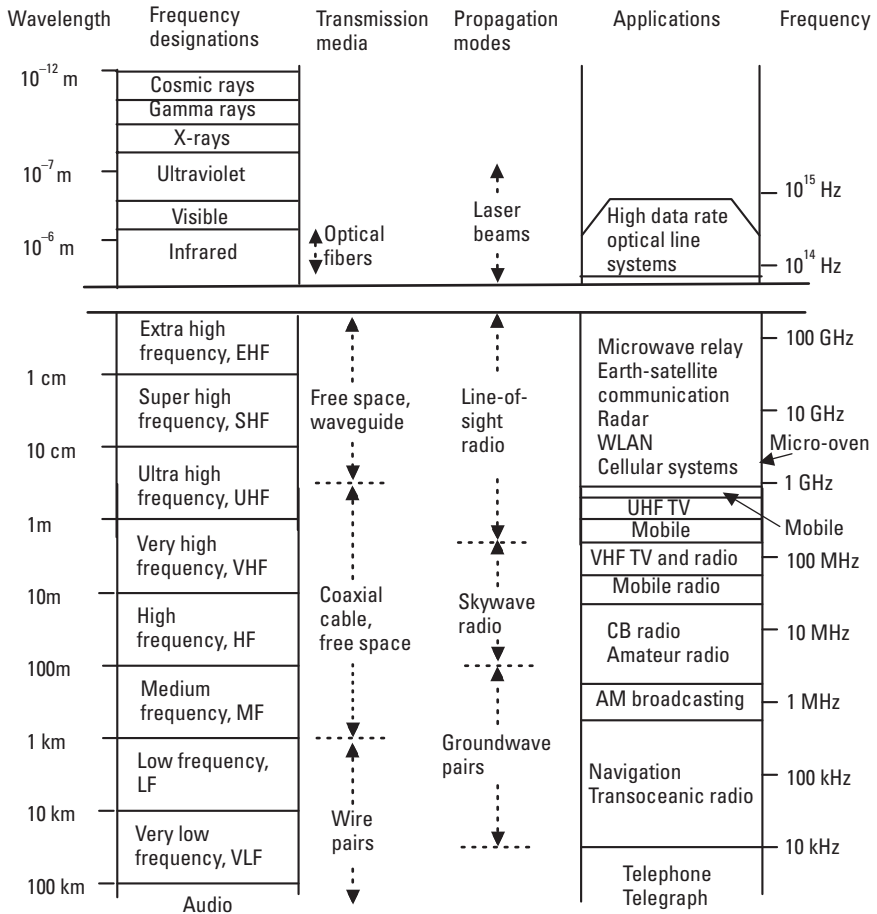 Wavelength
Frequency
designations
Transmission
media
Propagation
modes
Applications
Frequency
10⁻¹² m
10⁻⁷ m
10⁻⁶ m
1 cm
10 cm
1m
10m
100m
1 km
10 km
100 km
Cosmic rays
Gamma rays
X-rays
Ultraviolet
Visible
Infrared
Extra high
frequency, EHF
Super high
frequency, SHF
Ultra high
frequency, UHF
Very high
frequency, VHF
High
frequency, HF
Medium
frequency, MF
Low frequency,
LF
Very low
frequency, VLF
Audio
Optical
fibers
Free space,
waveguide
Coaxial
cable,
free space
Wire
pairs
Laser
beams
Line-of-
sight
radio
Skywave
radio
Groundwave
pairs
High data rate
optical line
systems
Microwave relay
Earth-satellite
communication
Radar
WLAN
Cellular systems
UHF TV
Mobile
VHF TV and radio
Mobile radio
CB radio
Amateur radio
AM broadcasting
Navigation
Transoceanic radio
Telephone
Telegraph
10¹⁵ Hz
10¹⁴ Hz
100 GHz
10 GHz
Micro-oven
1 GHz
Mobile
100 MHz
10 MHz
1 MHz
100 kHz
10 kHz